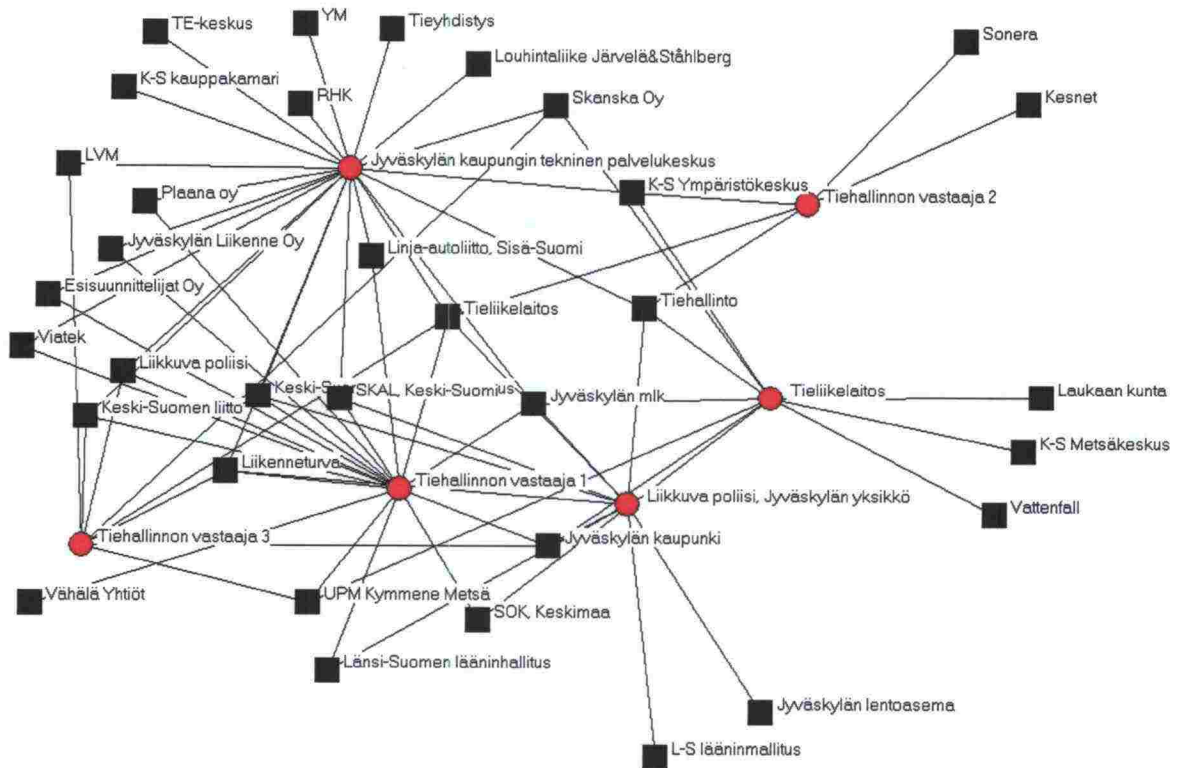 YM
TE-keskus
Tieyhdistys
Sonera
Louhintaliike Järvelä&Ståhlberg
K-S kauppakamari
RHK
Skanska Oy
Kesnet
LVM
Jyväskylän kaupungin tekninen palvelukeskus
K-S Ympäristökeskus
Plaana oy
Tiehallinnon vastaaja 2
Jyväskylän Liikenne Oy
Linja-autoliitto, Sisä-Suomi
Esisuunnittelijat Oy
Tieliikelaitos
Tiehallinto
Viatek
Liikkuva poliisi
Keski-Suo
SKAL, Keski-Suomi
us
Jyväskylän mlk
Tieliikelaitos
Laukaan kunta
Keski-Suomen liitto
K-S Metsäkeskus
Liikenneturva
Tiehallinnon vastaaja 1
Liikkuva poliisi, Jyväskylän yksikkö
Vattenfall
Tiehallinnon vastaaja 3
Jyväskylän kaupunki
Vähälä Yhtiöt
UPM Kymmene Metsä
SOK, Keskimaa
Länsi-Suomen lääninhallitus
Jyväskylän lentoasema
L-S lääninmallitus